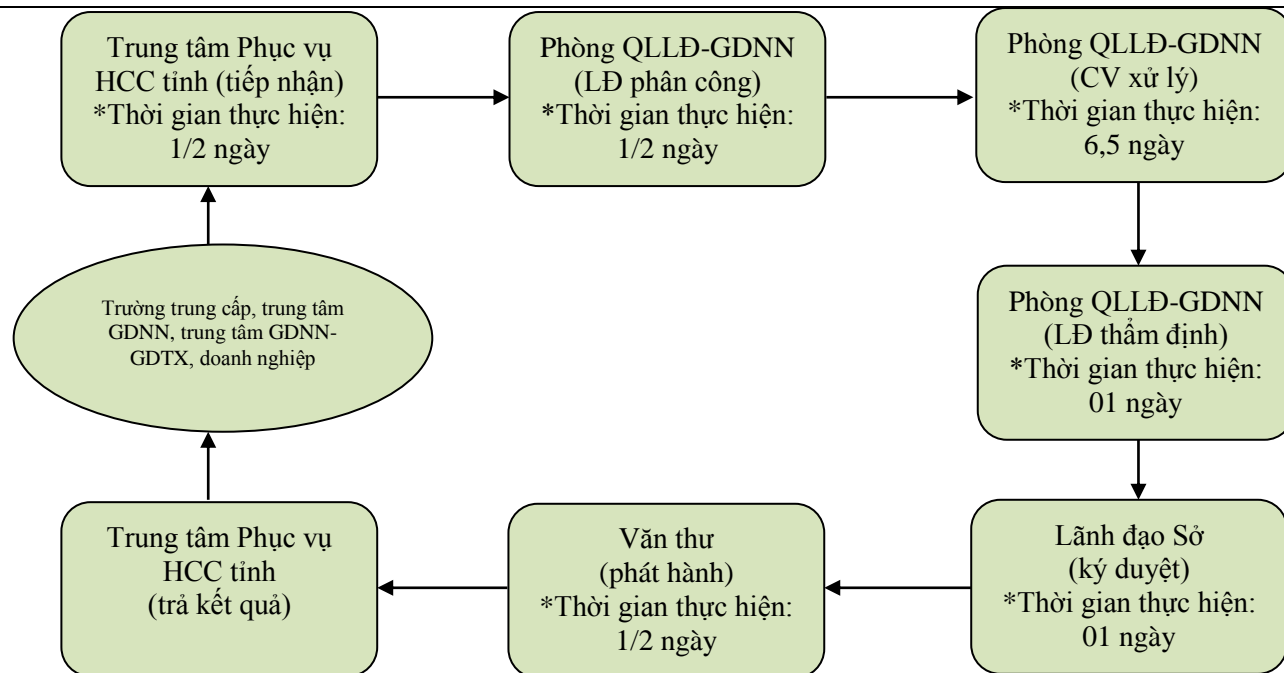 Trung tâm Phục vụ
HCC tỉnh (tiếp nhận)
*Thời gian thực hiện:
1/2 ngày
Phòng QLLĐ-GDNN
(LĐ phân công)
*Thời gian thực hiện:
1/2 ngày
Phòng QLLĐ-GDNN
(CV xử lý)
*Thời gian thực hiện:
6,5 ngày
Trường trung cấp, trung tâm
GDNN, trung tâm GDNN-
GDTX, doanh nghiệp
Phòng QLLĐ-GDNN
(LĐ thẩm định)
*Thời gian thực hiện:
01 ngày
Trung tâm Phục vụ
HCC tỉnh
(trả kết quả)
Văn thư
(phát hành)
*Thời gian thực hiện:
1/2 ngày
Lãnh đạo Sở
(ký duyệt)
*Thời gian thực hiện:
01 ngày